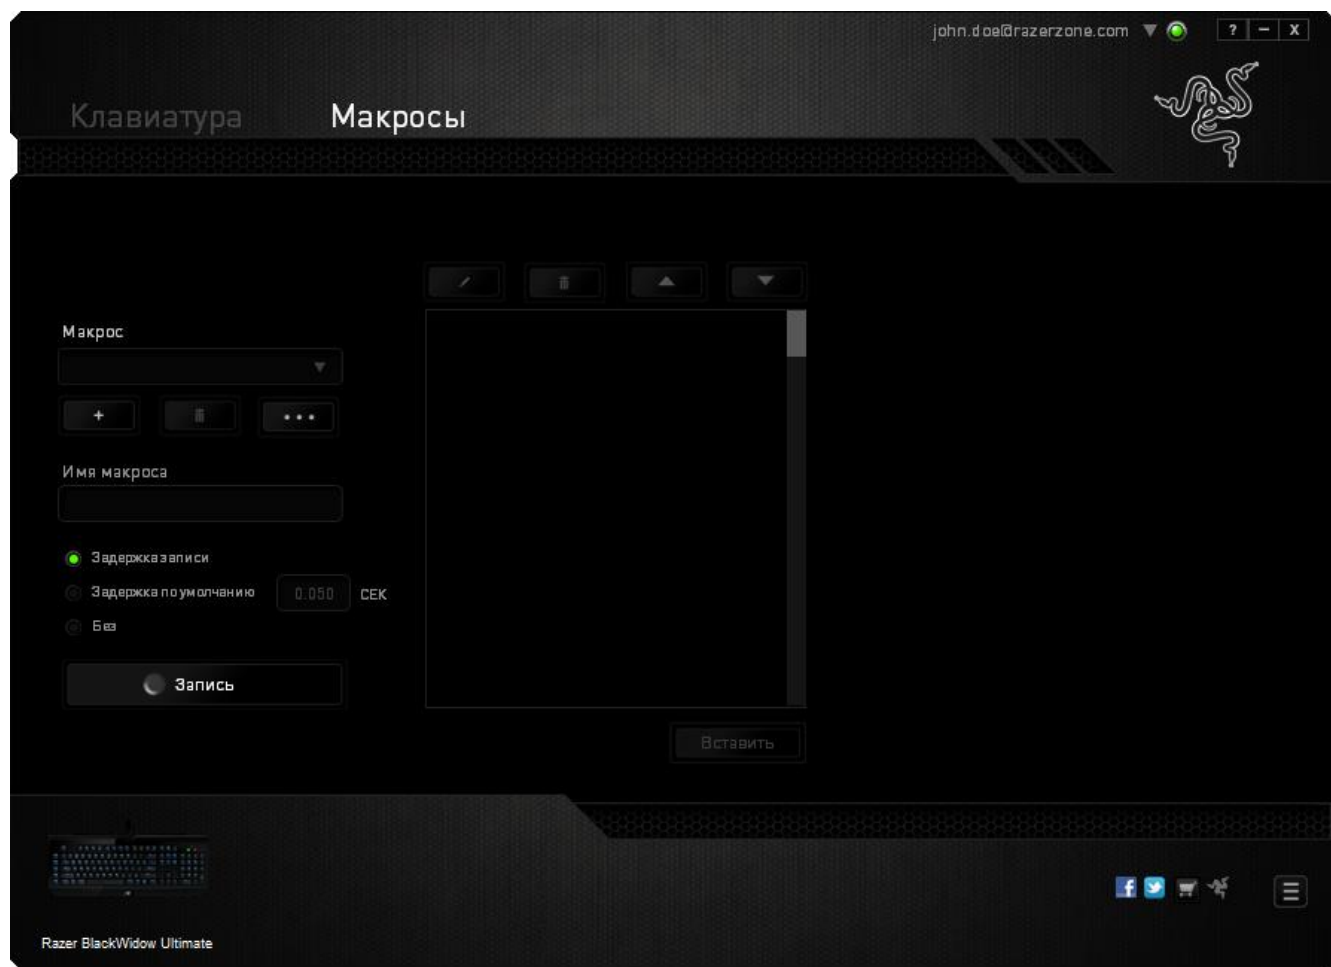 john.doe@razerzone.com
? – X
Клавиатура Макросы
Макрос
Имя макроса
Задержка записи
Задержка по умолчанию 0.050 СЕК
Без
Запись
Вставить
Razer BlackWidow Ultimate